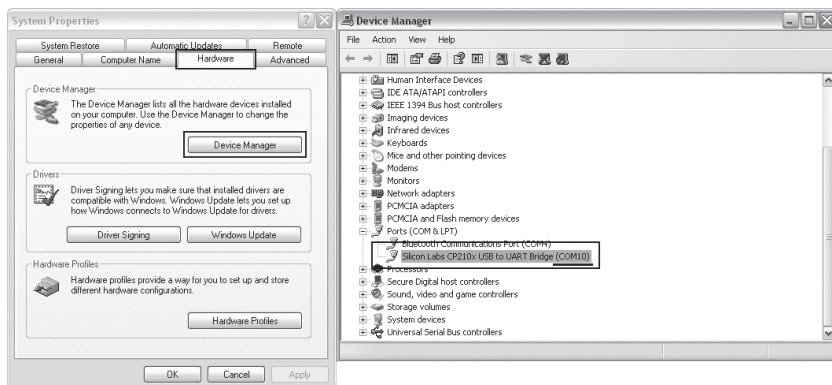 System Properties
System Restore Automatic Updates Remote
General Computer Name Hardware Advanced
Device Manager
The Device Manager lists all the hardware devices installed
on your computer. Use the Device Manager to change the
properties of any device.
Device Manager
Drivers
Driver Signing lets you make sure that installed drivers are
compatible with Windows. Windows Update lets you set up
how Windows connects to Windows Update for drivers.
Driver Signing Windows Update
Hardware Profiles
Hardware profiles provide a way for you to set up and store
different hardware configurations.
Hardware Profiles
OK Cancel Apply
Device Manager
File Action View Help
Human Interface Devices
IDE ATA/ATAPI controllers
IEEE 1394 Bus host controllers
Imaging devices
Infrared devices
Keyboards
Mice and other pointing devices
Modems
Monitors
Network adapters
PCMCIA adapters
PCMCIA and Flash memory devices
Ports (COM & LPT)
Bluetooth Communications Port (COM4)
Silicon Labs CP210x USB to UART Bridge (COM10)
Processors
Secure Digital host controllers
Sound, video and game controllers
Storage volumes
System devices
Universal Serial Bus controllers